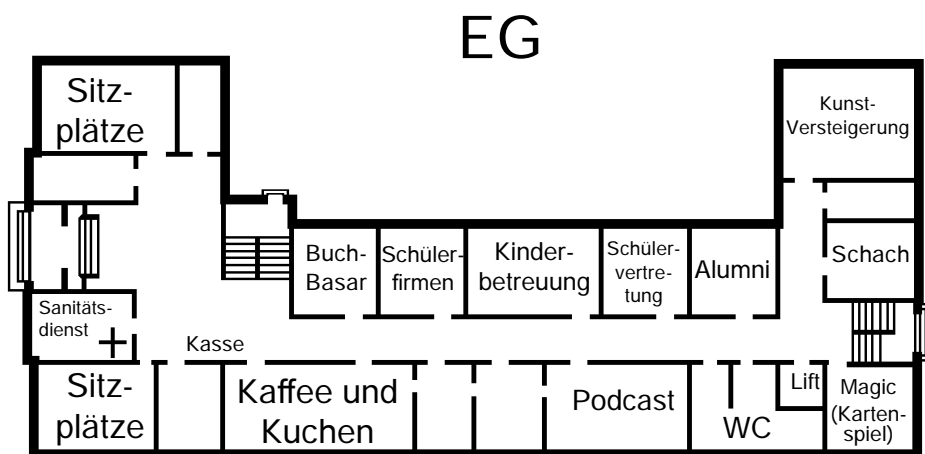 EG
Sitz-
plätze
Kunst-
Versteigerung
Buch-
Basar
Schüler-
firmen
Kinder-
betreuung
Schüler-
vertre-
tung
Alumni
Schach
Sanitäts-
dienst
Kasse
Sitz-
plätze
Kaffee und
Kuchen
Podcast
WC
Lift
Magic
(Karten-
spiel)